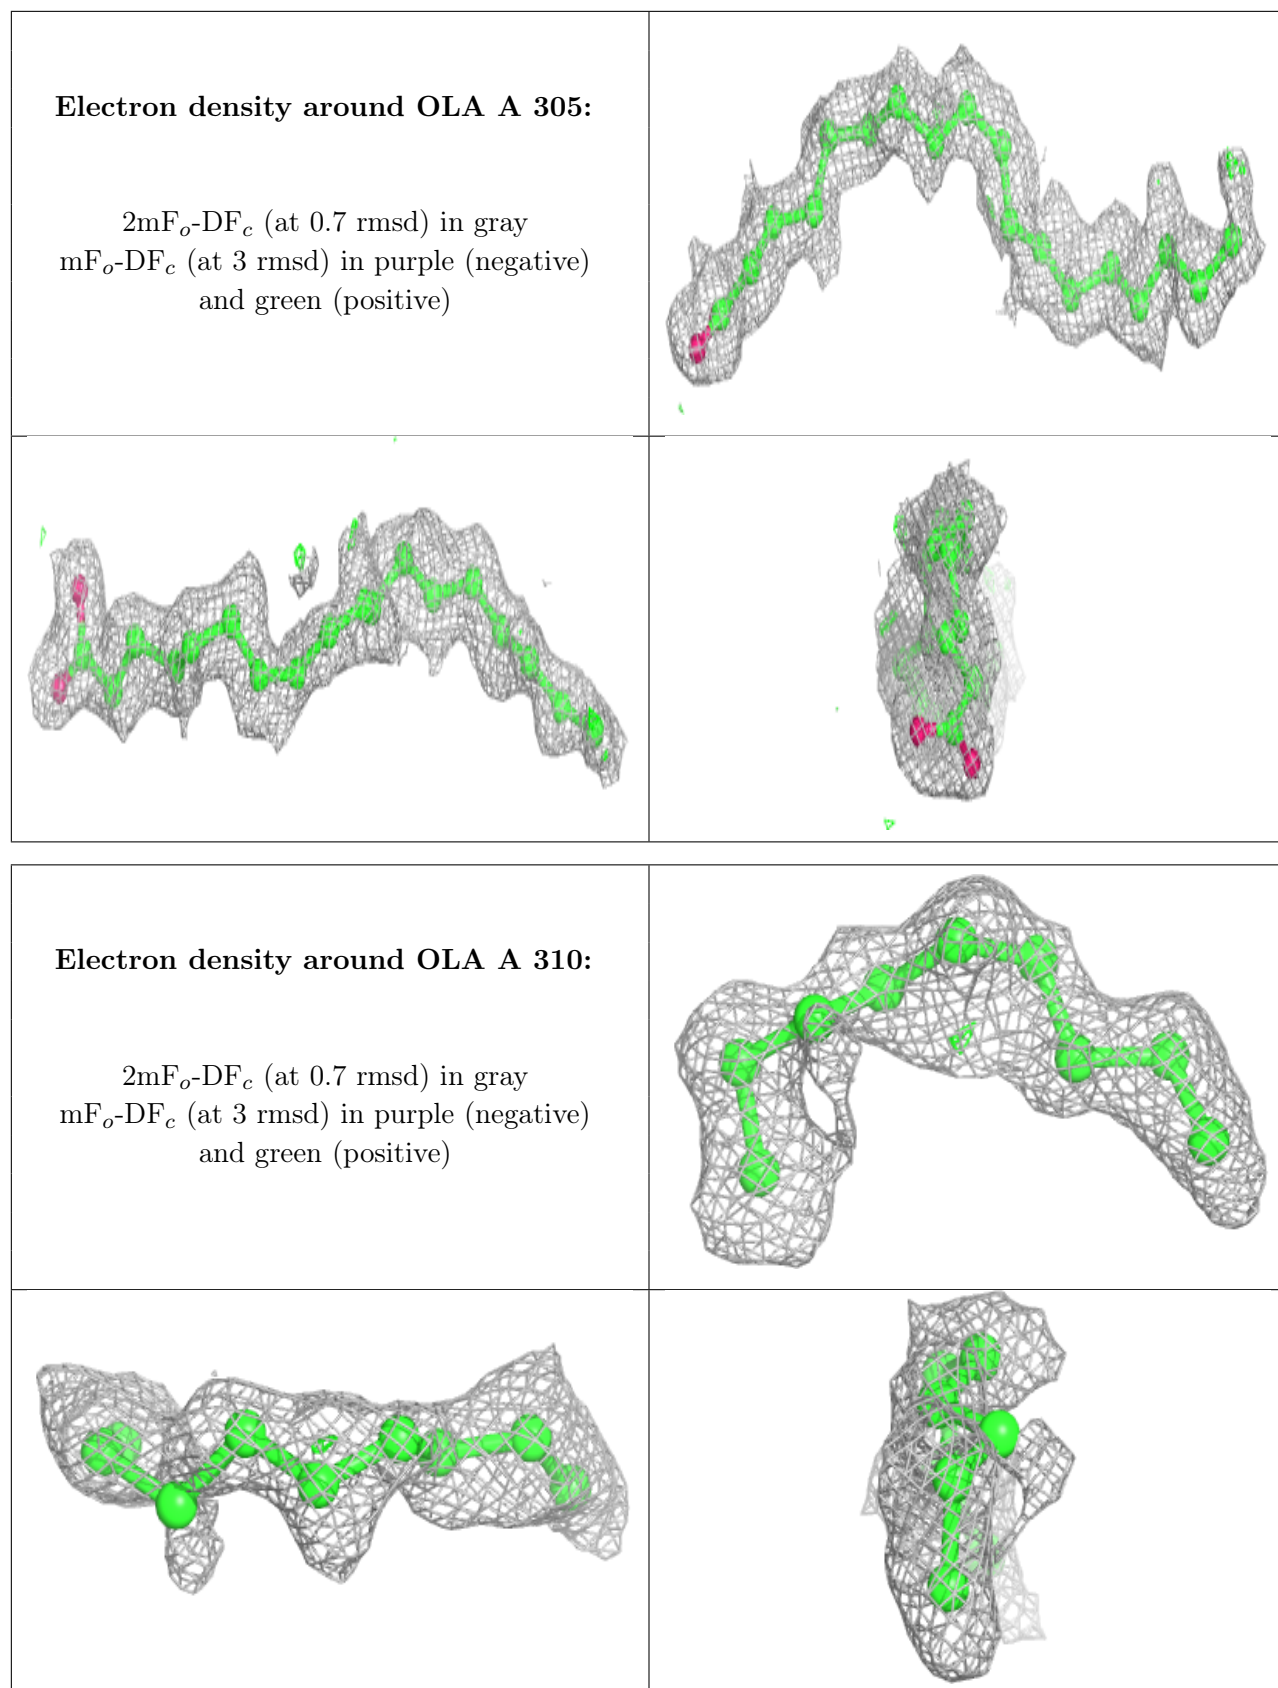 Electron density around OLA A 305:
2mFo-DFc (at 0.7 rmsd) in gray
mFo-DFc (at 3 rmsd) in purple (negative)
and green (positive)
Electron density around OLA A 310:
2mFo-DFc (at 0.7 rmsd) in gray
mFo-DFc (at 3 rmsd) in purple (negative)
and green (positive)